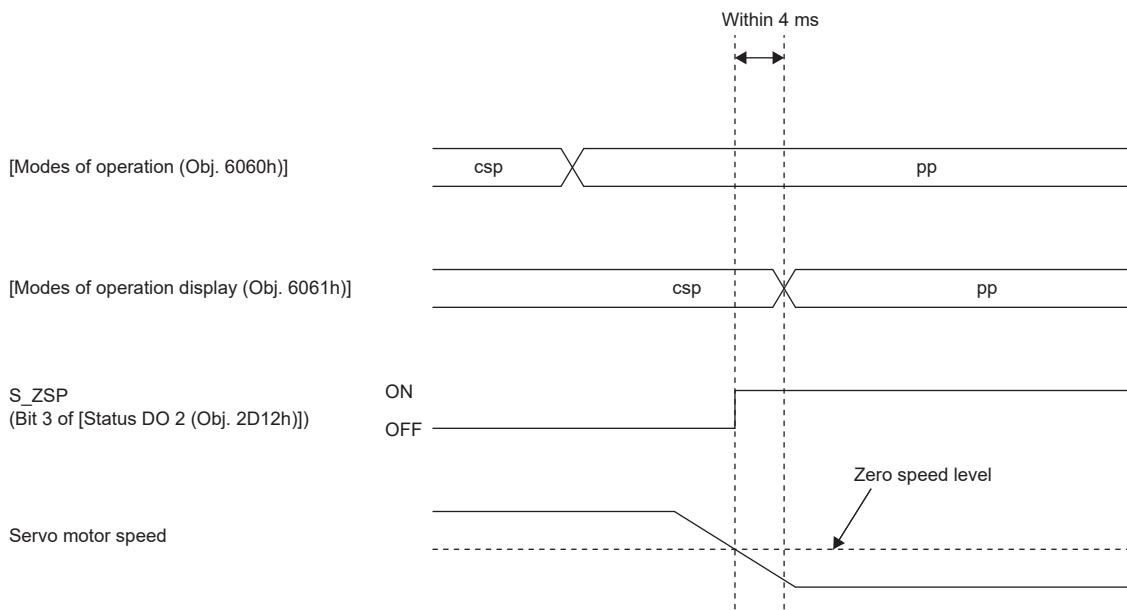 Within 4 ms
[Modes of operation (Obj. 6060h)]
csp
pp
[Modes of operation display (Obj. 6061h)]
csp
pp
S_ZSP
(Bit 3 of [Status DO 2 (Obj. 2D12h)])
ON
OFF
Zero speed level
Servo motor speed